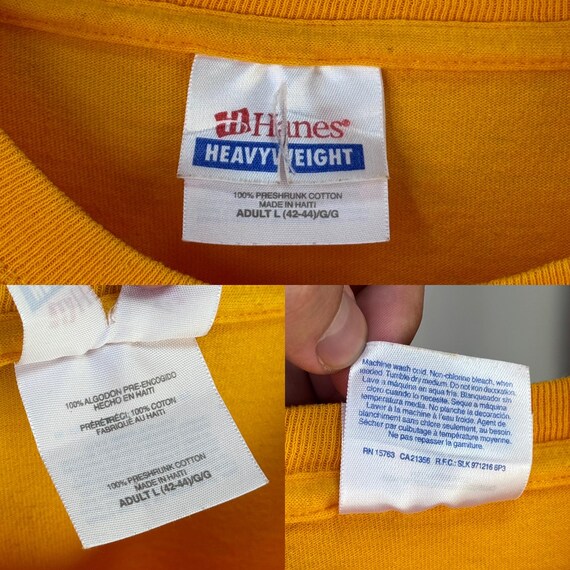 Hanes®
HEAVYWEIGHT
100% PRESHRUNK COTTON
MADE IN HAITI
ADULT L (42-44)/G/G
100% ALGODON PRE-ENCOGIDO
HECHO EN HAITI
PRÉRÉTRÉCI; 100% COTON
FABRIQUÉ AU HAITI
100% PRESHRUNK COTTON
MADE IN HAITI
ADULT L (42-44)/G/G
Machine wash cold. Non-chlorine bleach, when
needed. Tumble dry medium. Do not iron decoration.
Lave a máquina en agua fria. Blanqueador sin
cloro cuando lo necesite. Seque a máquina
temperatura media. No planche la decoración.
Laver à la machine à l'eau froide. Agent de
blanchiment sans chlore seulement, au besoin.
Sécher par culbutage à température moyenne.
Ne pas repasser la garniture.
RN 15763 CA21356 R.F.C: SLK 971216 6P3